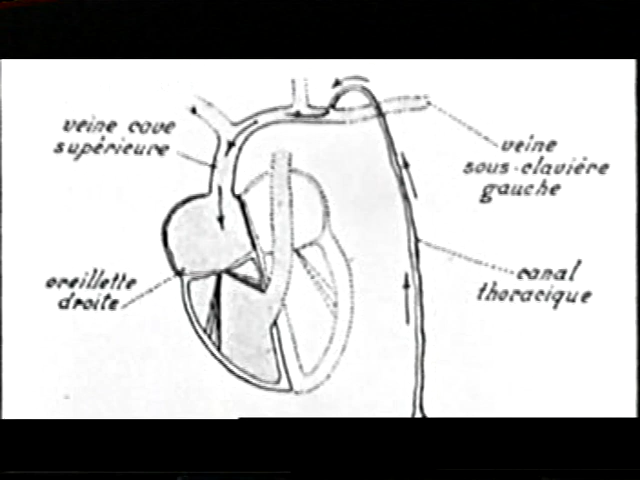 veine cave
supérieure
veine
sous-clavière
gauche
oreillette
droite
canal
thoracique